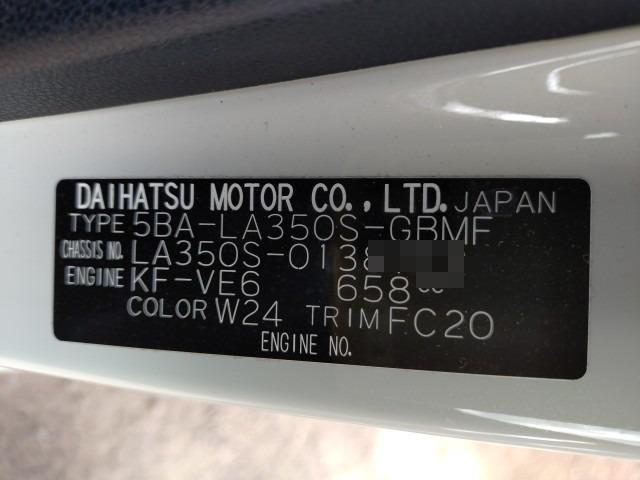 DAIHATSU MOTOR CO., LTD. JAPAN
TYPE 5BA-LA350S-GBMF
CHASSIS NO. LA350S-0138
ENGINE KF-VE6 658 cc
COLOR W24 TRIM FC20
ENGINE NO.